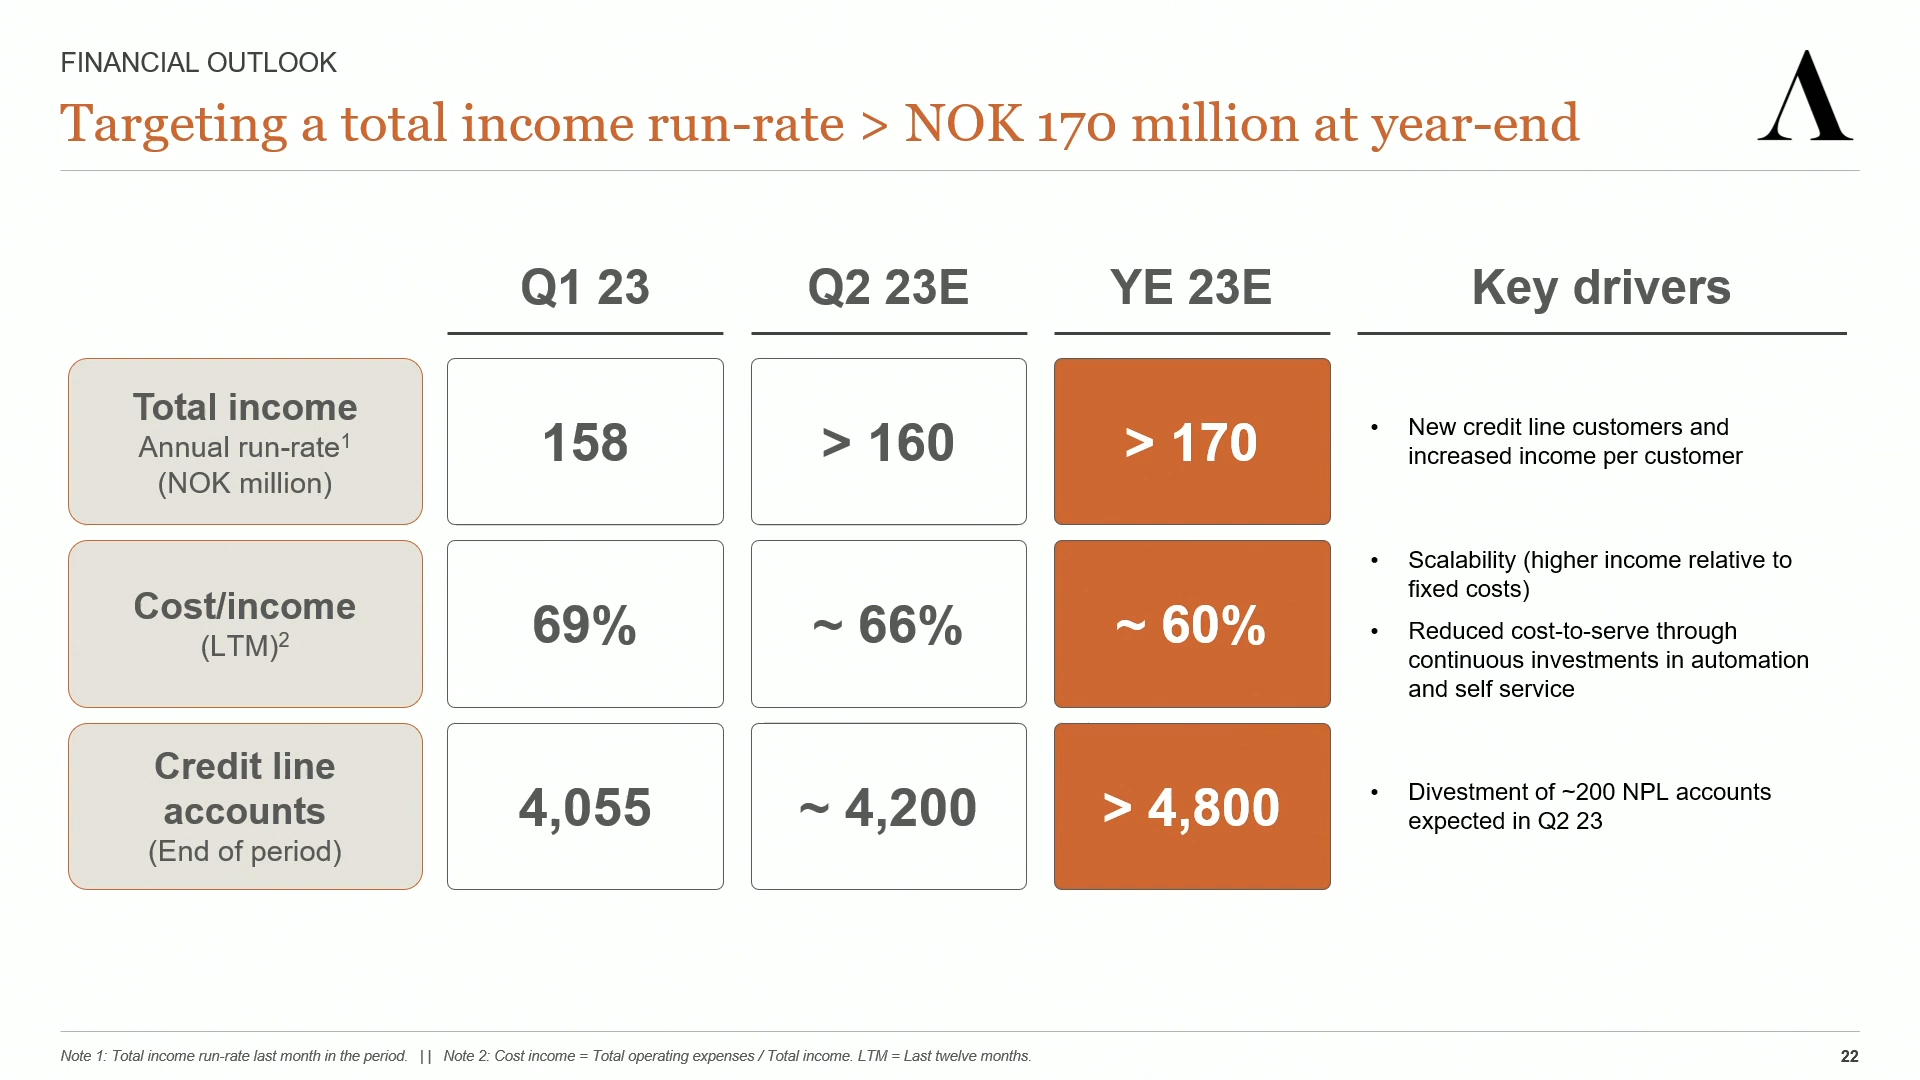 FINANCIAL OUTLOOK
Targeting a total income run-rate > NOK 170 million at year-end
Q1 23
Q2 23E
YE 23E
Key drivers
Total income
Annual run-rate1
(NOK million)
158
> 160
> 170
• New credit line customers and
increased income per customer
Cost/income
(LTM)2
69%
~ 66%
~ 60%
• Scalability (higher income relative to
fixed costs)
• Reduced cost-to-serve through
continuous investments in automation
and self service
Credit line
accounts
(End of period)
4,055
~ 4,200
> 4,800
• Divestment of ~200 NPL accounts
expected in Q2 23
Note 1: Total income run-rate last month in the period. || Note 2: Cost income = Total operating expenses / Total income. LTM = Last twelve months.
22